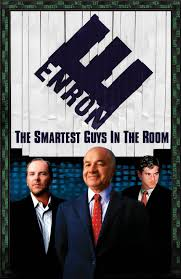 E
ENRON
THE SMARTEST GUYS IN THE ROOM